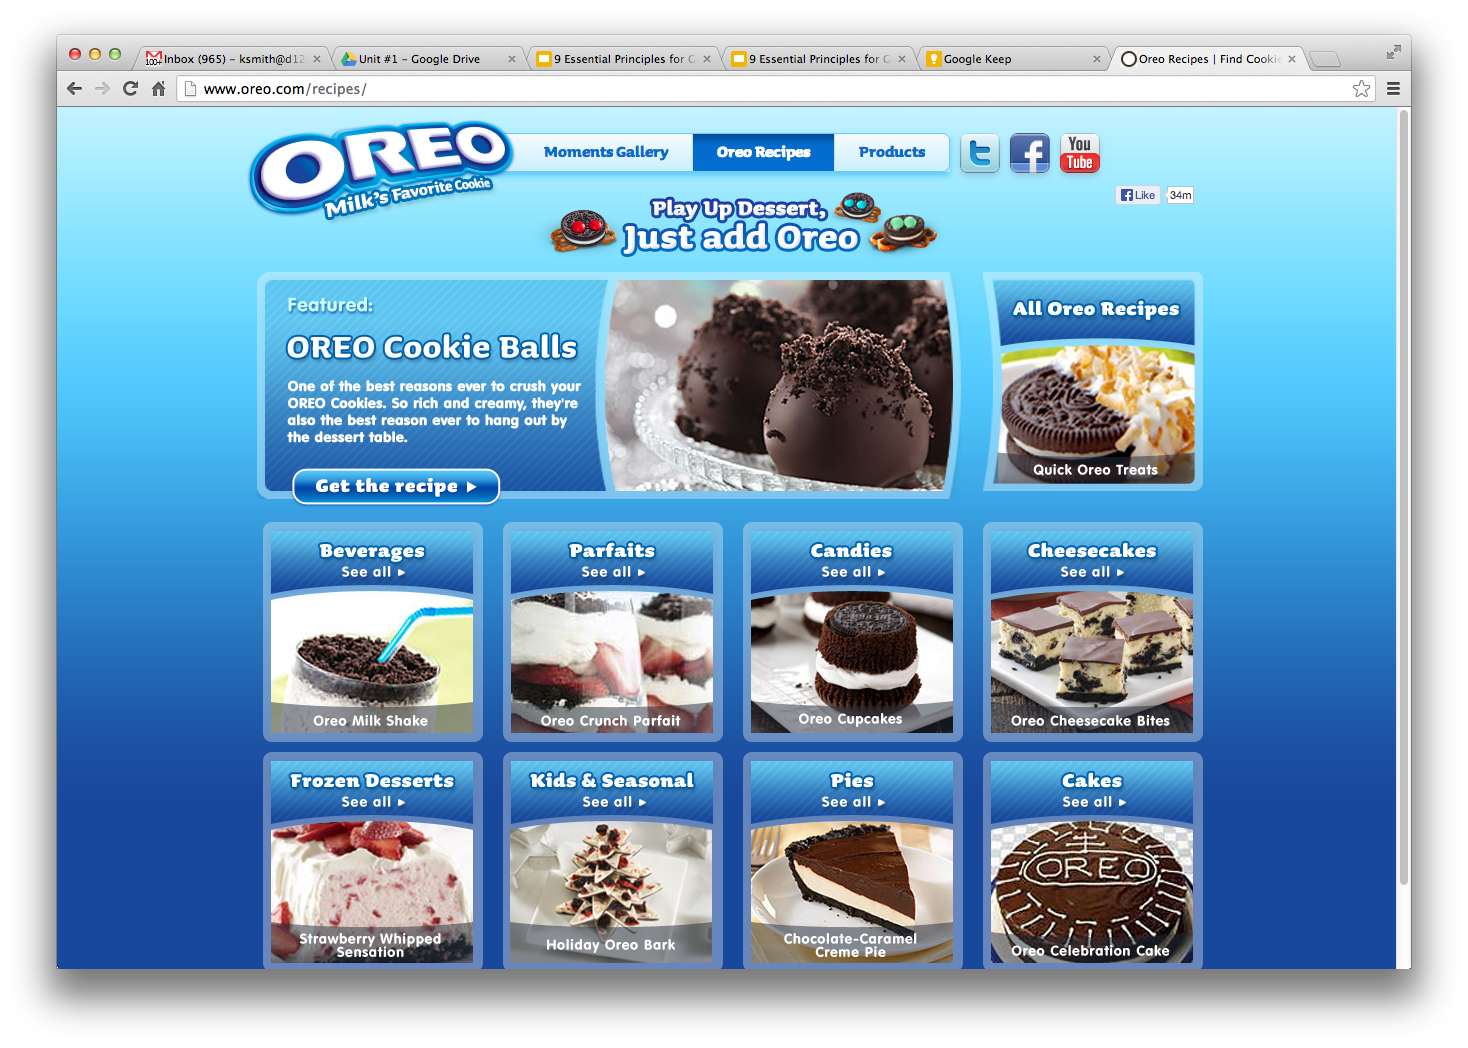 Inbox (965) – ksmith@d12
Unit #1 – Google Drive
9 Essential Principles for G
9 Essential Principles for G
Google Keep
Oreo Recipes | Find Cookie
100+
www.oreo.com/recipes/
OREO
Milk's Favorite Cookie
Moments Gallery
Oreo Recipes
Products
You
Tube
Like
34m
Play Up Dessert,
Just add Oreo
Featured:
OREO Cookie Balls
One of the best reasons ever to crush your
OREO Cookies. So rich and creamy, they're
also the best reason ever to hang out by
the dessert table.
Get the recipe
All Oreo Recipes
Quick Oreo Treats
Beverages
See all
Oreo Milk Shake
Parfaits
See all
Oreo Crunch Parfait
Candies
See all
Oreo Cupcakes
Cheesecakes
See all
Oreo Cheesecake Bites
Frozen Desserts
See all
Strawberry Whipped
Sensation
Kids & Seasonal
See all
Holiday Oreo Bark
Pies
See all
Chocolate-Caramel
Creme Pie
Cakes
See all
OREO
Oreo Celebration Cake